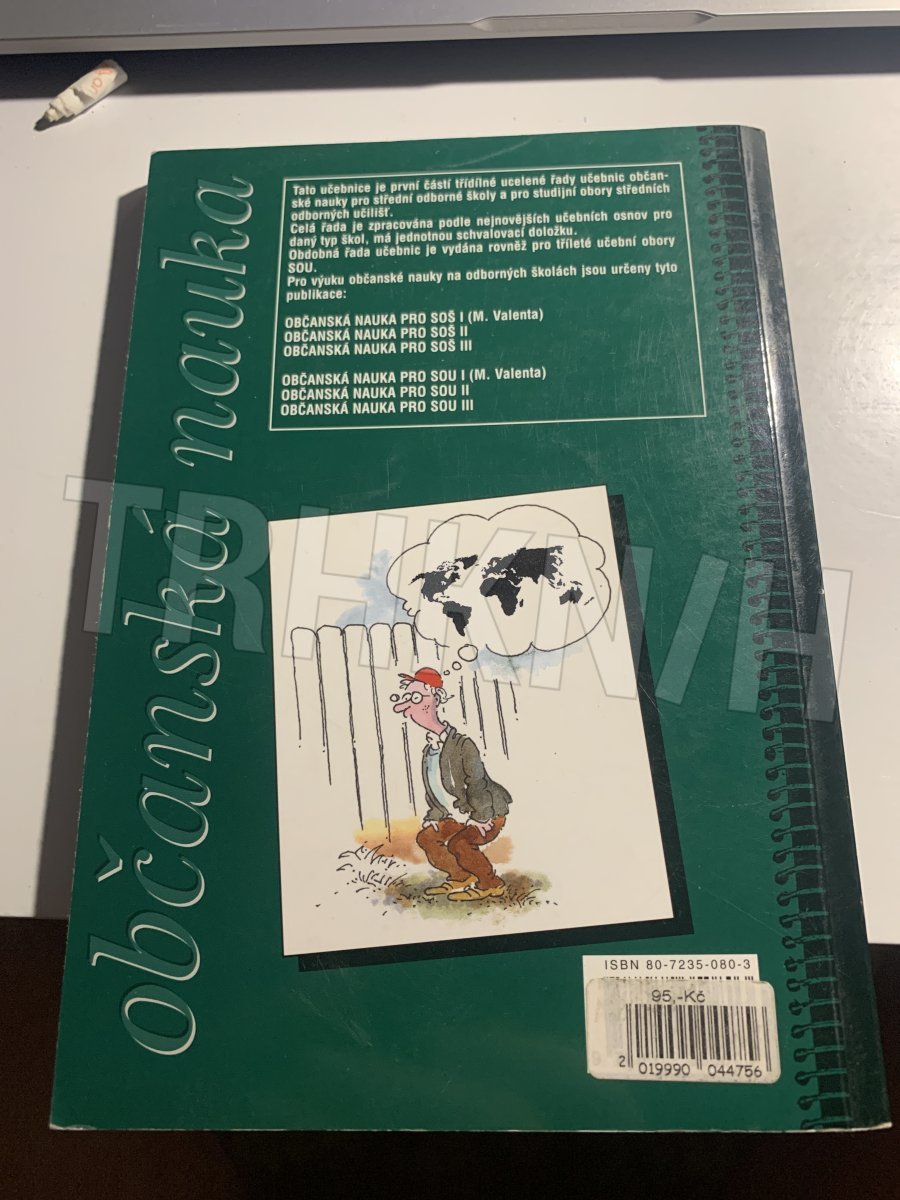 občanská nauka
Tato učebnice je první částí třídílné ucelené řady učebnic občan-
ské nauky pro střední odborné školy a pro studijní obory středních
odborných učilišť.
Celá řada je zpracována podle nejnovějších učebních osnov pro
daný typ škol, má jednotnou schvalovací doložku.
Obdobná řada učebnic je vydána rovněž pro tříleté učební obory
SOU.
Pro výuku občanské nauky na odborných školách jsou určeny tyto
publikace:
OBČANSKÁ NAUKA PRO SOŠ I (M. Valenta)
OBČANSKÁ NAUKA PRO SOŠ II
OBČANSKÁ NAUKA PRO SOŠ III
OBČANSKÁ NAUKA PRO SOU I (M. Valenta)
OBČANSKÁ NAUKA PRO SOU II
OBČANSKÁ NAUKA PRO SOU III
TRHKNIH
ISBN 80-7235-080-3
95,-Kč
2 019990 044756